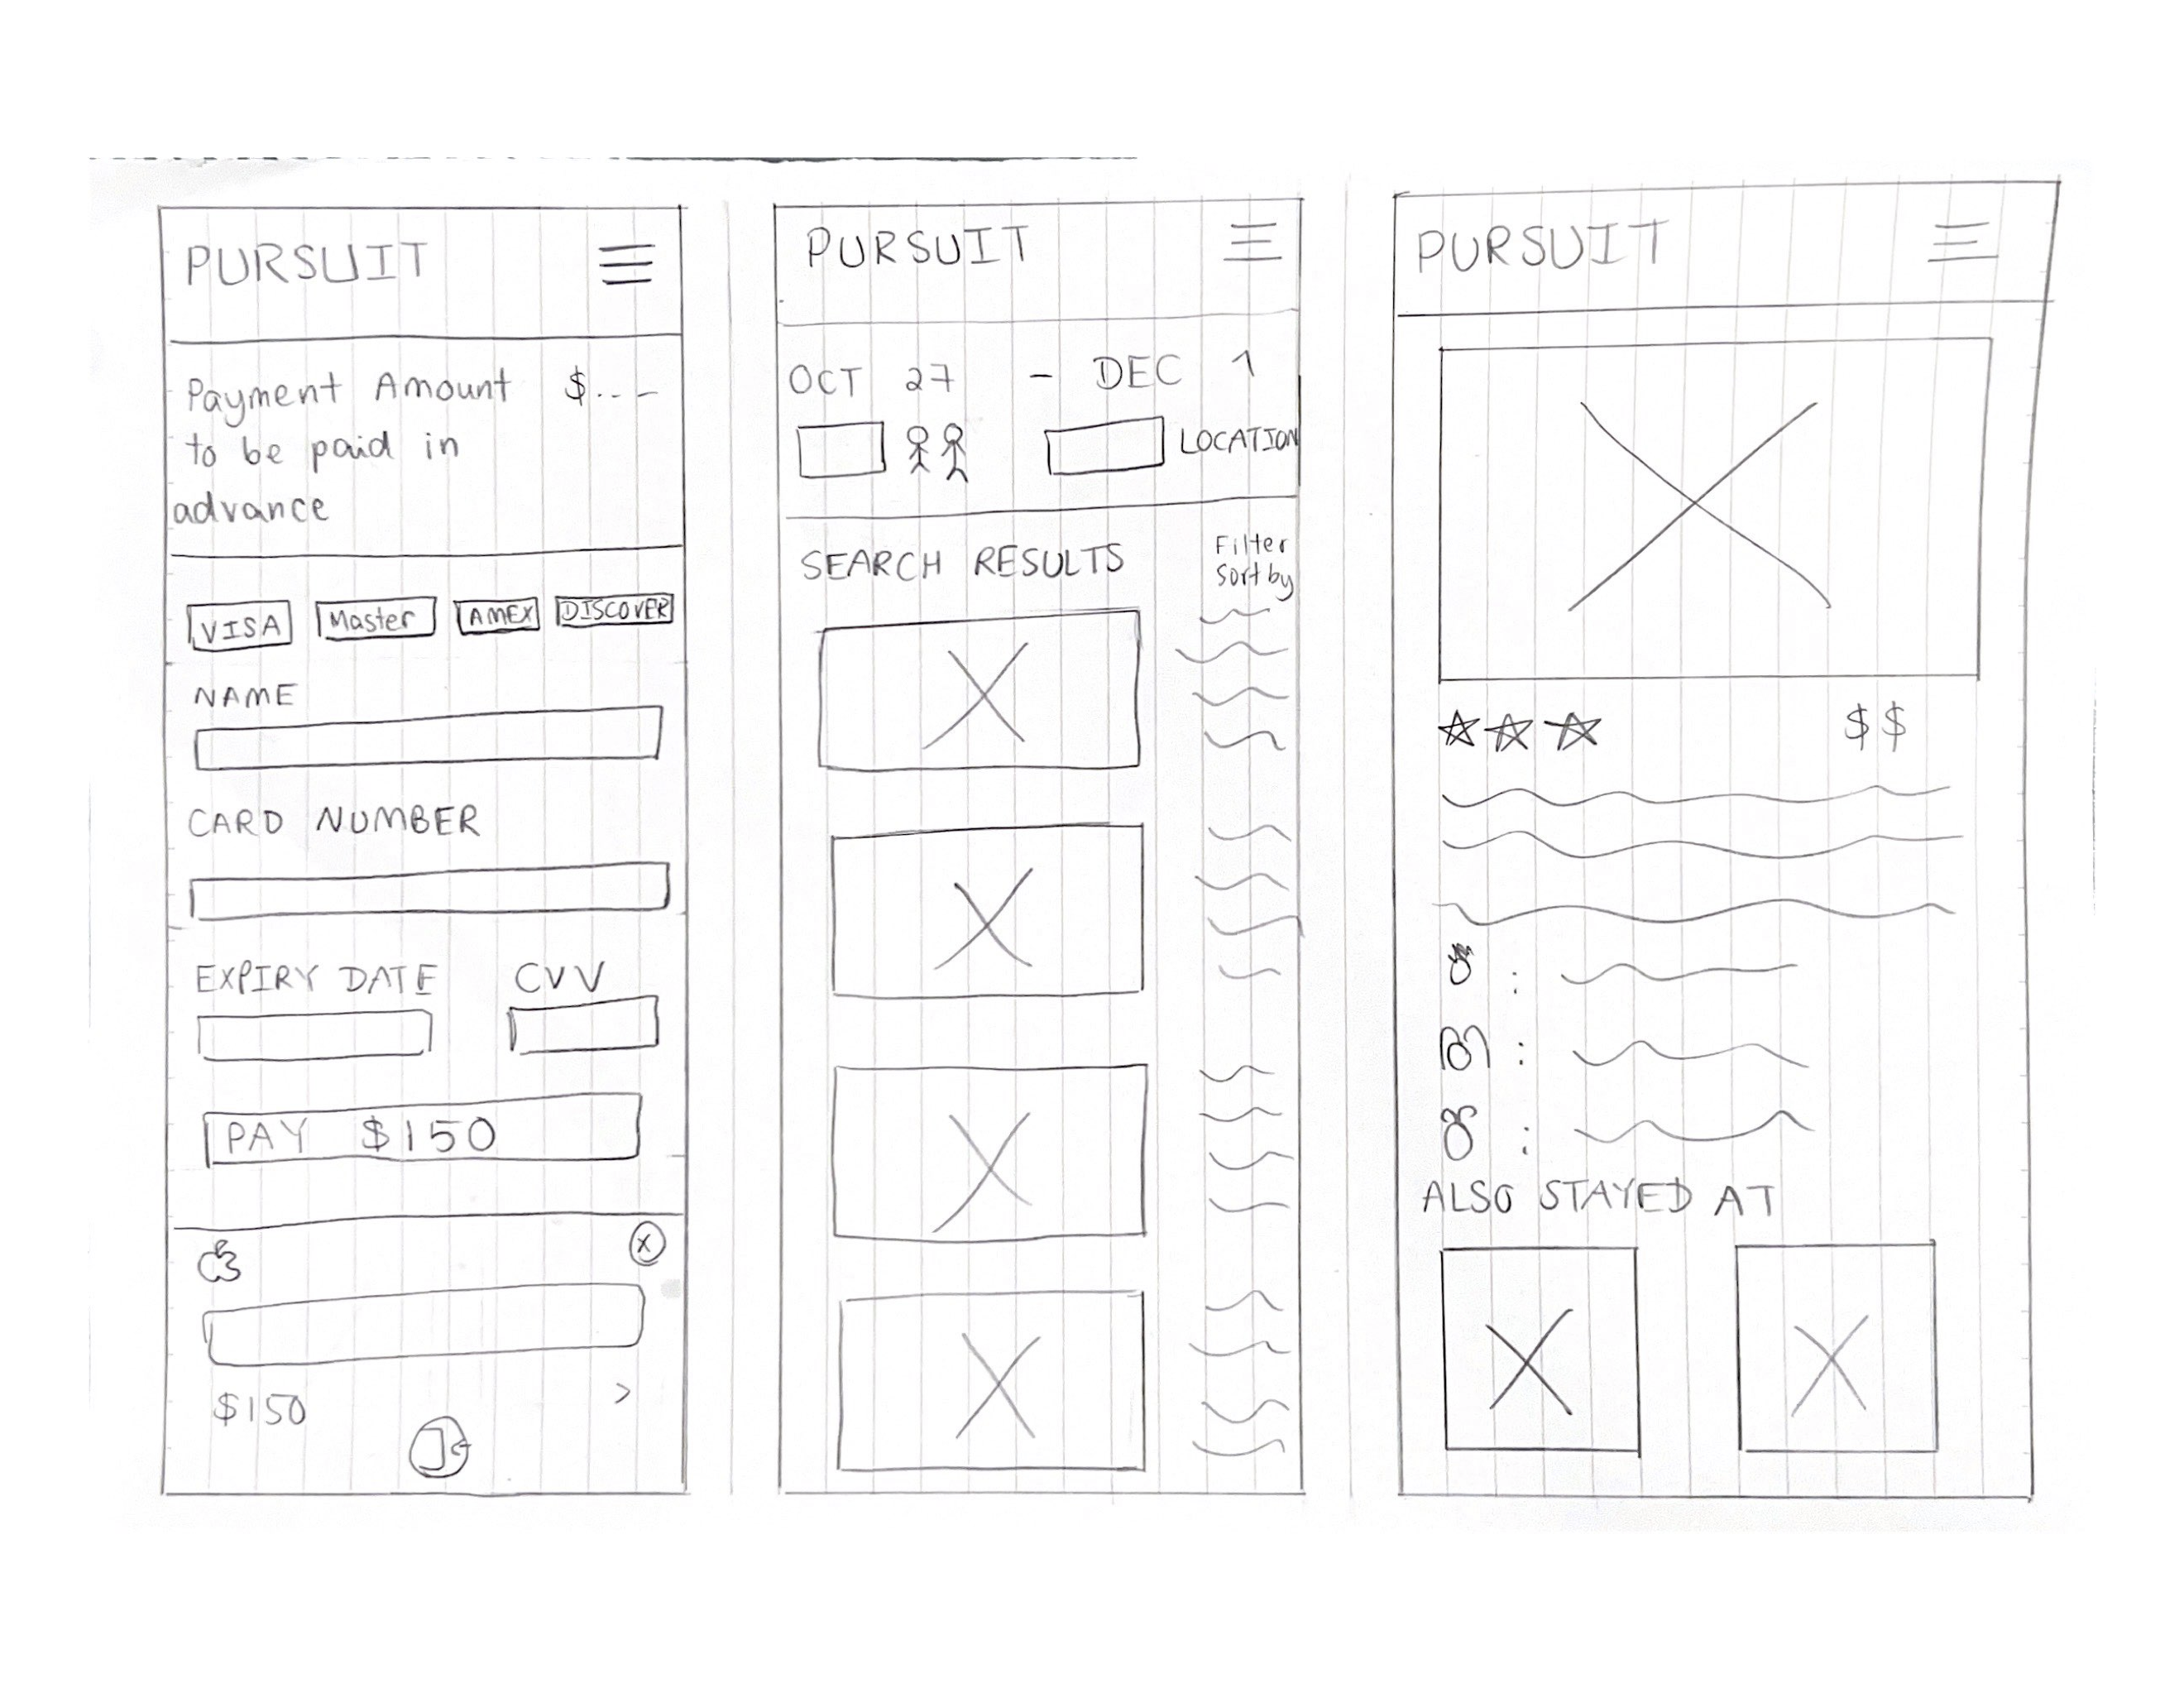 PURSUIT
Payment Amount $...
to be paid in
advance
VISA Master AMEX DISCOVER
NAME
CARD NUMBER
EXPIRY DATE CVV
PAY $150
X
$150 >
PURSUIT
OCT 27 - DEC 1
LOCATION
SEARCH RESULTS
Filter
Sort by
PURSUIT
$$
ALSO STAYED AT